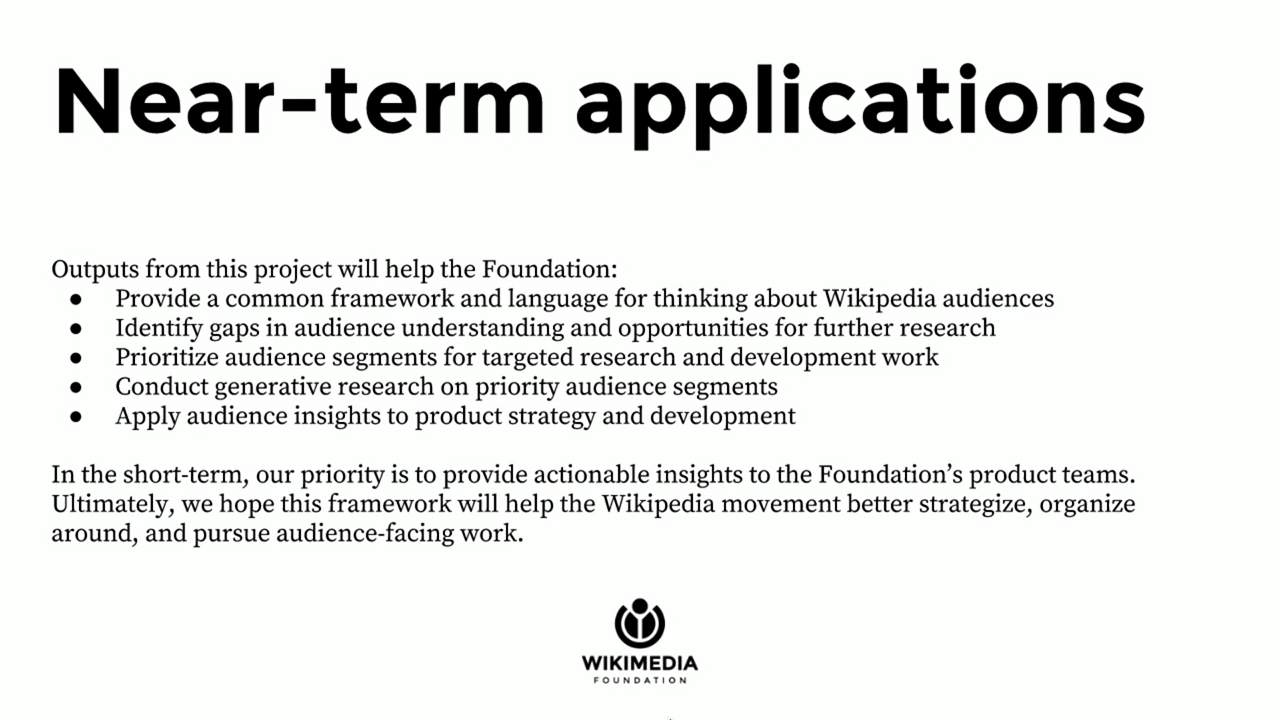 Near-term applications
Outputs from this project will help the Foundation:
● Provide a common framework and language for thinking about Wikipedia audiences
● Identify gaps in audience understanding and opportunities for further research
● Prioritize audience segments for targeted research and development work
● Conduct generative research on priority audience segments
● Apply audience insights to product strategy and development
In the short-term, our priority is to provide actionable insights to the Foundation’s product teams.
Ultimately, we hope this framework will help the Wikipedia movement better strategize, organize
around, and pursue audience-facing work.
WIKIMEDIA
FOUNDATION